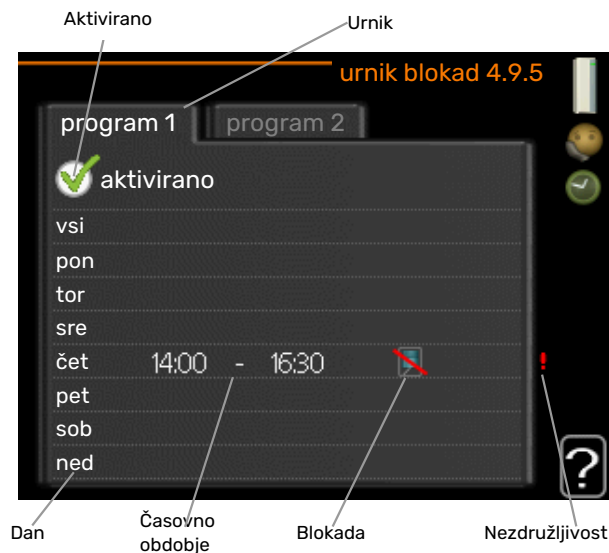 Aktivirano
Urnik
urnik blokad 4.9.5
program 1
program 2
aktivirano
vsi
pon
tor
sre
čet 14:00 - 16:30 !
pet
sob
ned
?
Dan
Časovno
obdobje
Blokada
Nezdružljivost